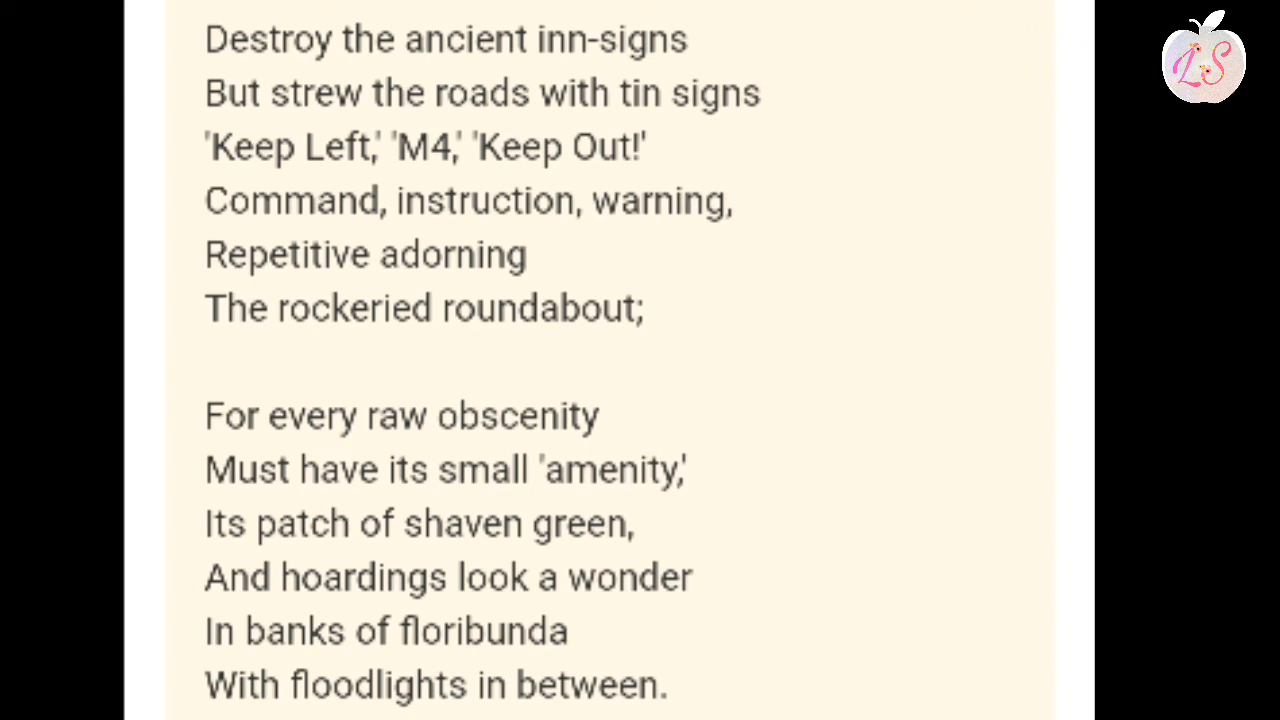 Destroy the ancient inn-signs
But strew the roads with tin signs
'Keep Left,' 'M4,' 'Keep Out!'
Command, instruction, warning,
Repetitive adorning
The rockeried roundabout;
For every raw obscenity
Must have its small 'amenity,'
Its patch of shaven green,
And hoardings look a wonder
In banks of floribunda
With floodlights in between.
LS